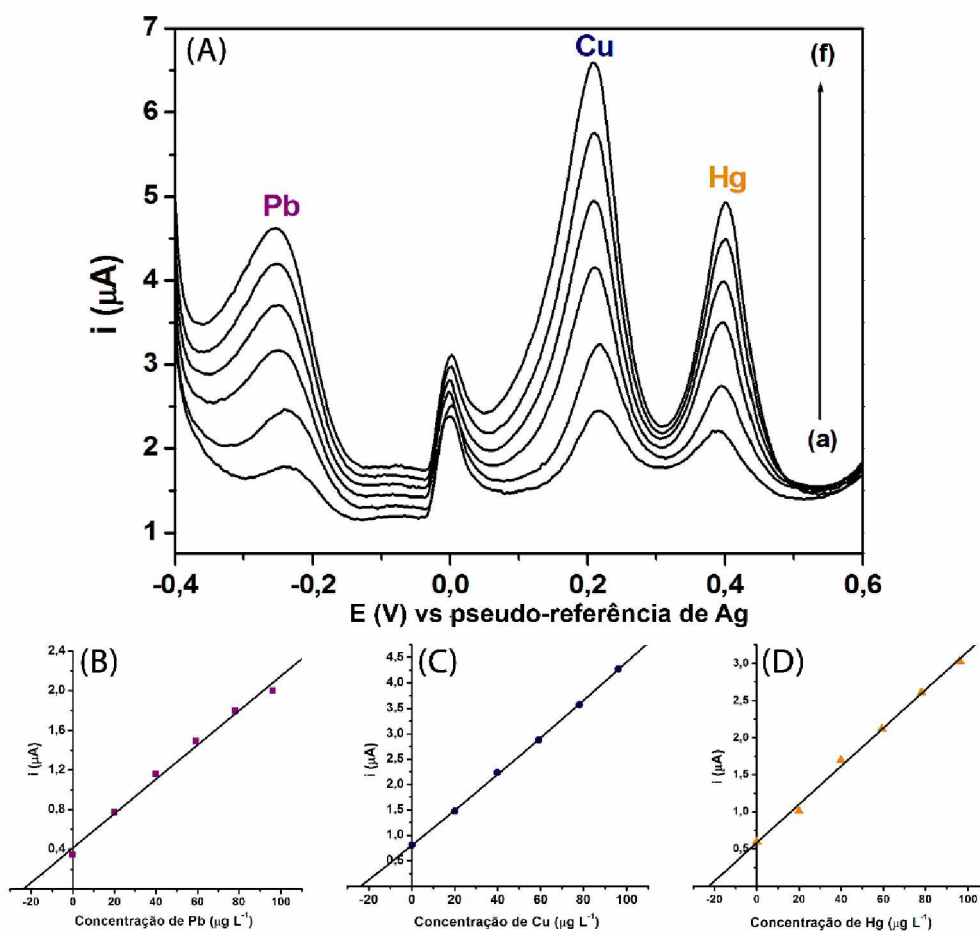 (A)
7
6
5
4
3
2
1
i (μA)
Pb
Cu
Hg
(f)
(a)
-0,4 -0,2 0,0 0,2 0,4 0,6
E (V) vs pseudo-referência de Ag
(B)
2,4
2,0
1,6
1,2
0,8
0,4
i (μA)
-20 0 20 40 60 80 100
Concentração de Pb (μg L⁻¹)
(C)
4,5
4,0
3,5
3,0
2,5
2,0
1,5
1,0
0,5
i (μA)
-20 0 20 40 60 80 100
Concentração de Cu (μg L⁻¹)
(D)
3,0
2,5
2,0
1,5
1,0
0,5
i (μA)
-20 0 20 40 60 80 100
Concentração de Hg (μg L⁻¹)